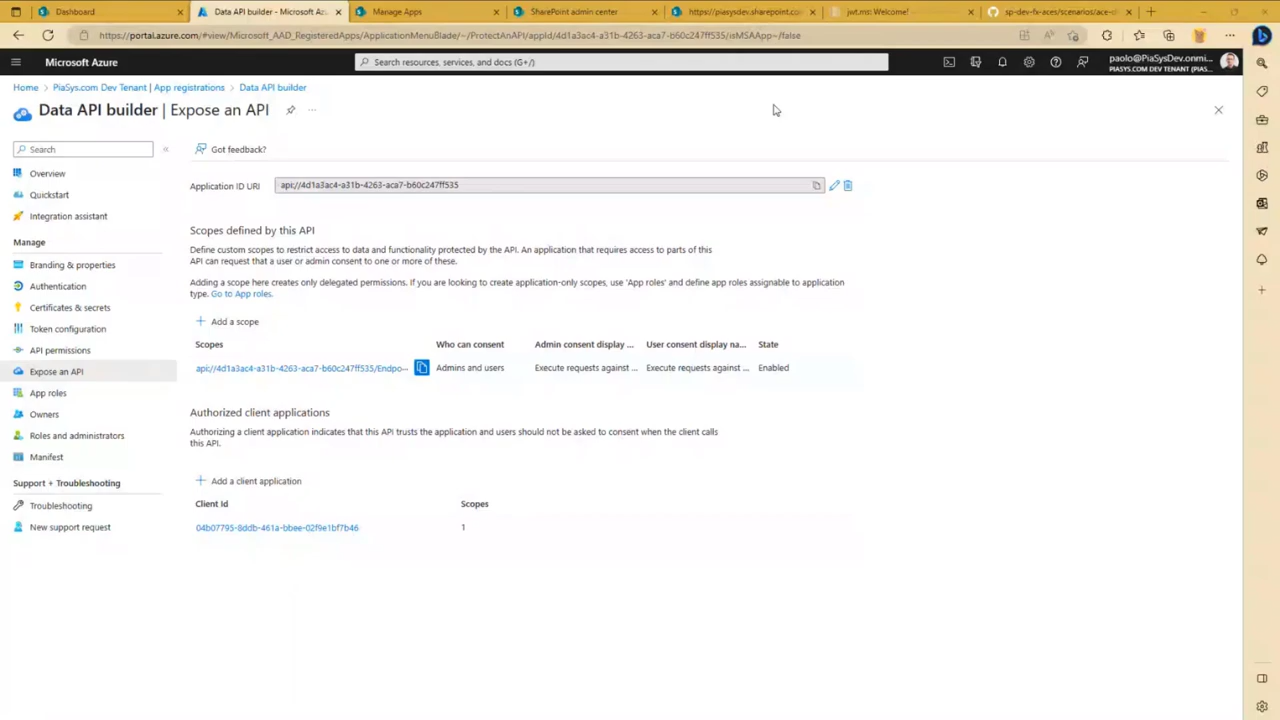 Dashboard
Data API builder - Microsoft Az...
Manage Apps
SharePoint admin center
https://piasysdev.sharepoint.co
jwt.ms: Welcome!
sp-dev-fx-aces/scenarios/ace-d
https://portal.azure.com/#view/Microsoft_AAD_RegisteredApps/ApplicationMenuBlade/~/ProtectAnAPI/appId/4d1a3ac4-a31b-4263-aca7-b60c247ff535/isMSAApp~/false
Microsoft Azure
Search resources, services, and docs (G+/)
paolo@PiaSysDev.onmi...
PIASYS.COM DEV TENANT (PIAS...
Home > PiaSys.com Dev Tenant | App registrations > Data API builder
Data API builder | Expose an API
Search
Got feedback?
Overview
Quickstart
Integration assistant
Manage
Branding & properties
Authentication
Certificates & secrets
Token configuration
API permissions
Expose an API
App roles
Owners
Roles and administrators
Manifest
Support + Troubleshooting
Troubleshooting
New support request
Application ID URI
api://4d1a3ac4-a31b-4263-aca7-b60c247ff535
Scopes defined by this API
Define custom scopes to restrict access to data and functionality protected by the API. An application that requires access to parts of this
API can request that a user or admin consent to one or more of these.
Adding a scope here creates only delegated permissions. If you are looking to create application-only scopes, use 'App roles' and define app roles assignable to application
type. Go to App roles.
Add a scope
Scopes Who can consent Admin consent display ... User consent display na... State
api://4d1a3ac4-a31b-4263-aca7-b60c247ff535/Endpo... Admins and users Execute requests against ... Execute requests against ... Enabled
Authorized client applications
Authorizing a client application indicates that this API trusts the application and users should not be asked to consent when the client calls
this API.
Add a client application
Client Id Scopes
04b07795-8ddb-461a-bbee-02f9e1bf7b46 1